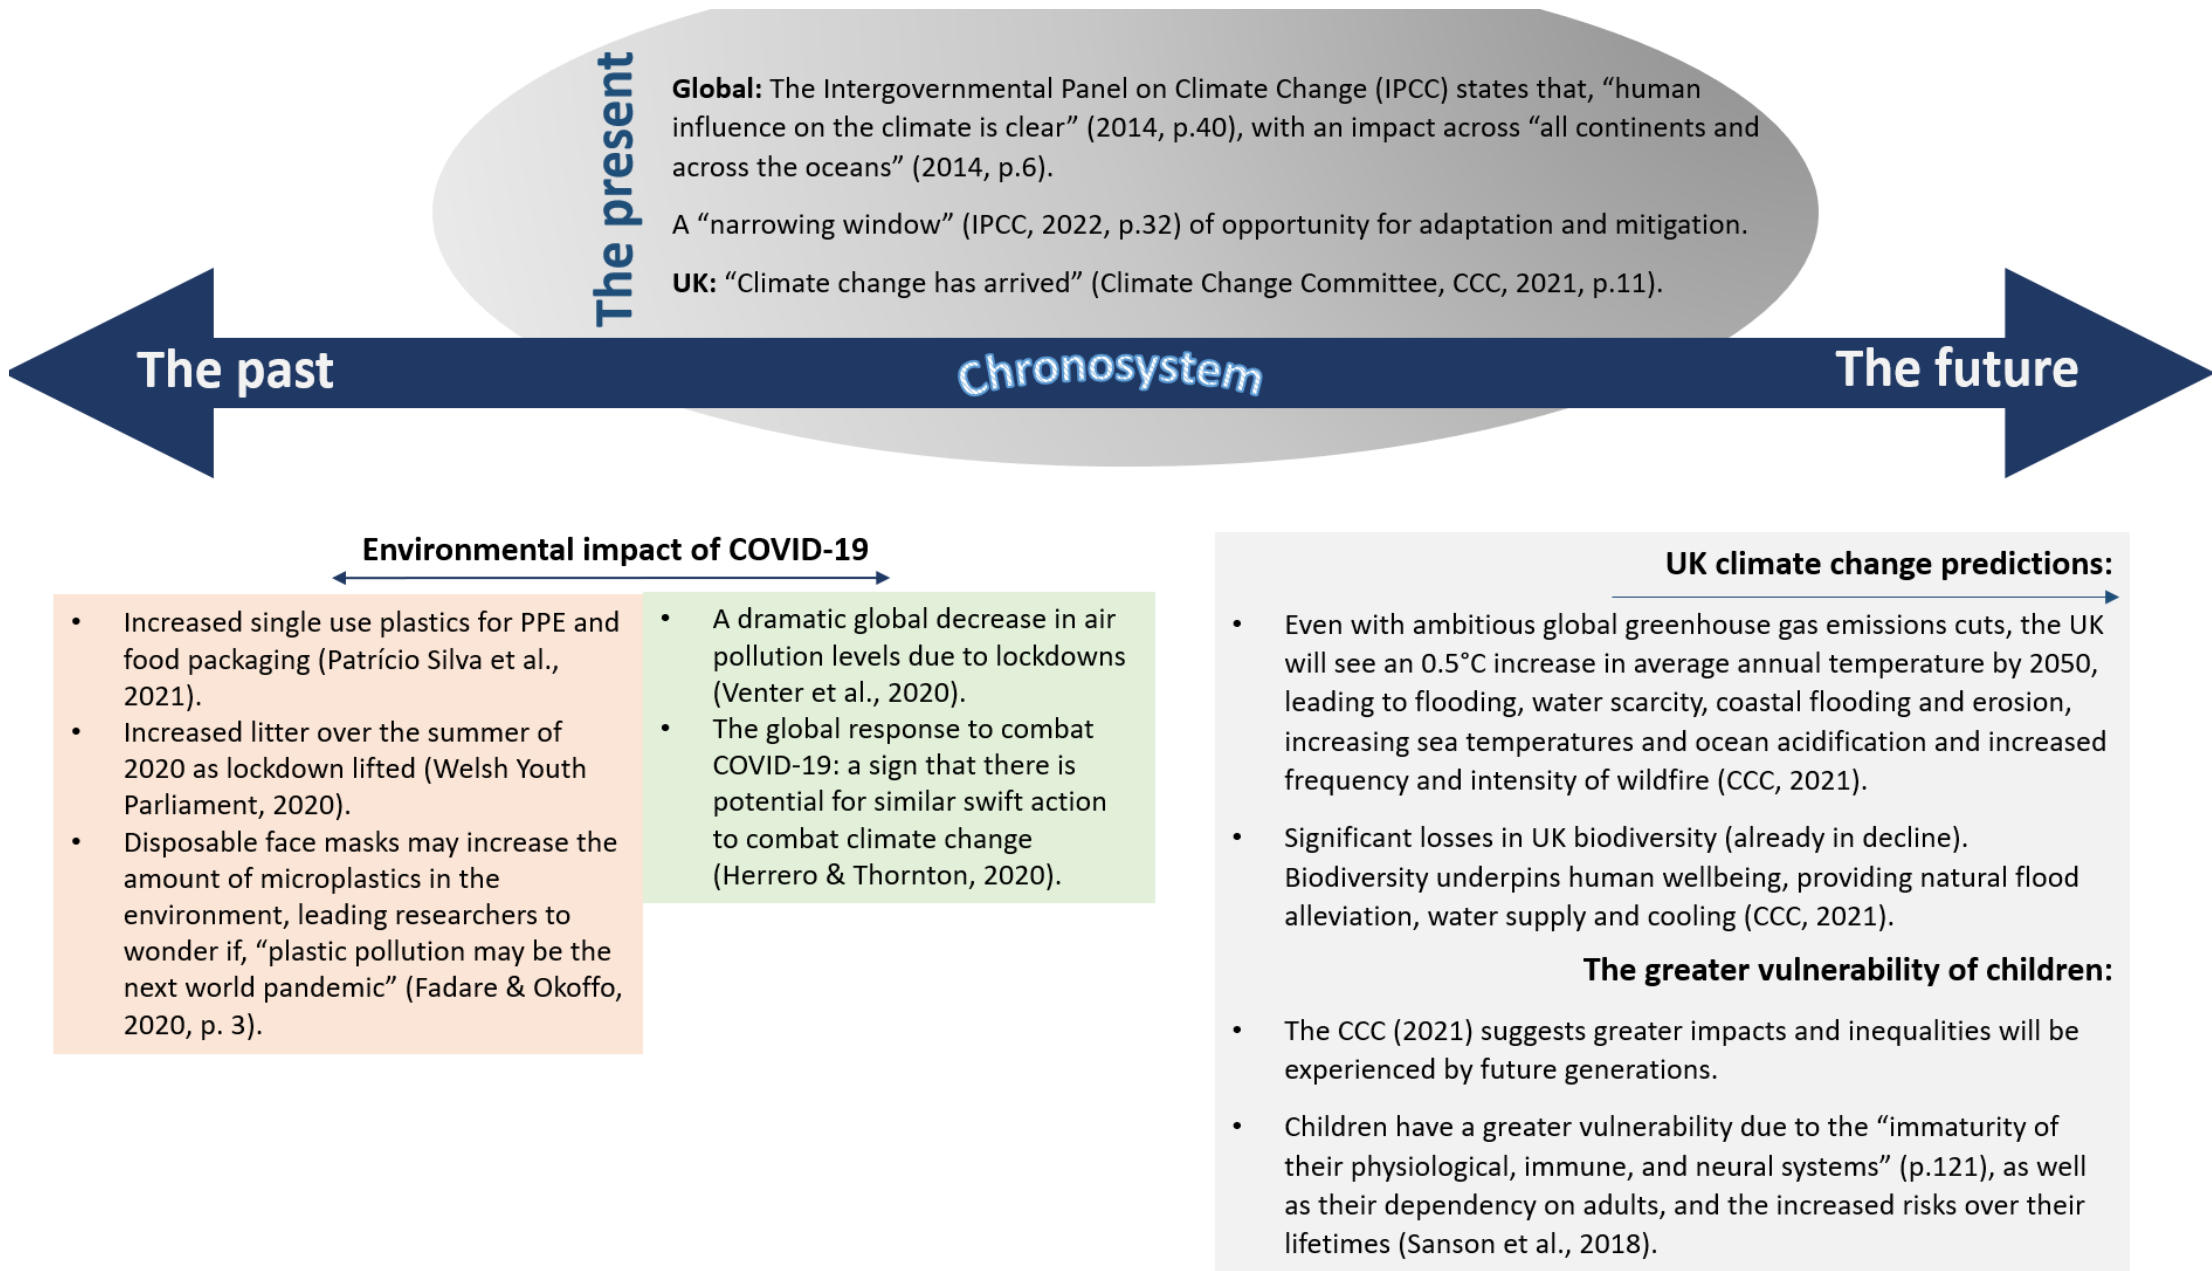 The present
Global: The Intergovernmental Panel on Climate Change (IPCC) states that, “human
influence on the climate is clear” (2014, p.40), with an impact across “all continents and
across the oceans” (2014, p.6).
A “narrowing window” (IPCC, 2022, p.32) of opportunity for adaptation and mitigation.
UK: “Climate change has arrived” (Climate Change Committee, CCC, 2021, p.11).
The past
Chronosystem
The future
Environmental impact of COVID-19
• Increased single use plastics for PPE and
food packaging (Patrício Silva et al.,
2021).
• Increased litter over the summer of
2020 as lockdown lifted (Welsh Youth
Parliament, 2020).
• Disposable face masks may increase the
amount of microplastics in the
environment, leading researchers to
wonder if, “plastic pollution may be the
next world pandemic” (Fadare & Okoffo,
2020, p. 3).
• A dramatic global decrease in air
pollution levels due to lockdowns
(Venter et al., 2020).
• The global response to combat
COVID-19: a sign that there is
potential for similar swift action
to combat climate change
(Herrero & Thornton, 2020).
UK climate change predictions:
• Even with ambitious global greenhouse gas emissions cuts, the UK
will see an 0.5°C increase in average annual temperature by 2050,
leading to flooding, water scarcity, coastal flooding and erosion,
increasing sea temperatures and ocean acidification and increased
frequency and intensity of wildfire (CCC, 2021).
• Significant losses in UK biodiversity (already in decline).
Biodiversity underpins human wellbeing, providing natural flood
alleviation, water supply and cooling (CCC, 2021).
The greater vulnerability of children:
• The CCC (2021) suggests greater impacts and inequalities will be
experienced by future generations.
• Children have a greater vulnerability due to the “immaturity of
their physiological, immune, and neural systems” (p.121), as well
as their dependency on adults, and the increased risks over their
lifetimes (Sanson et al., 2018).